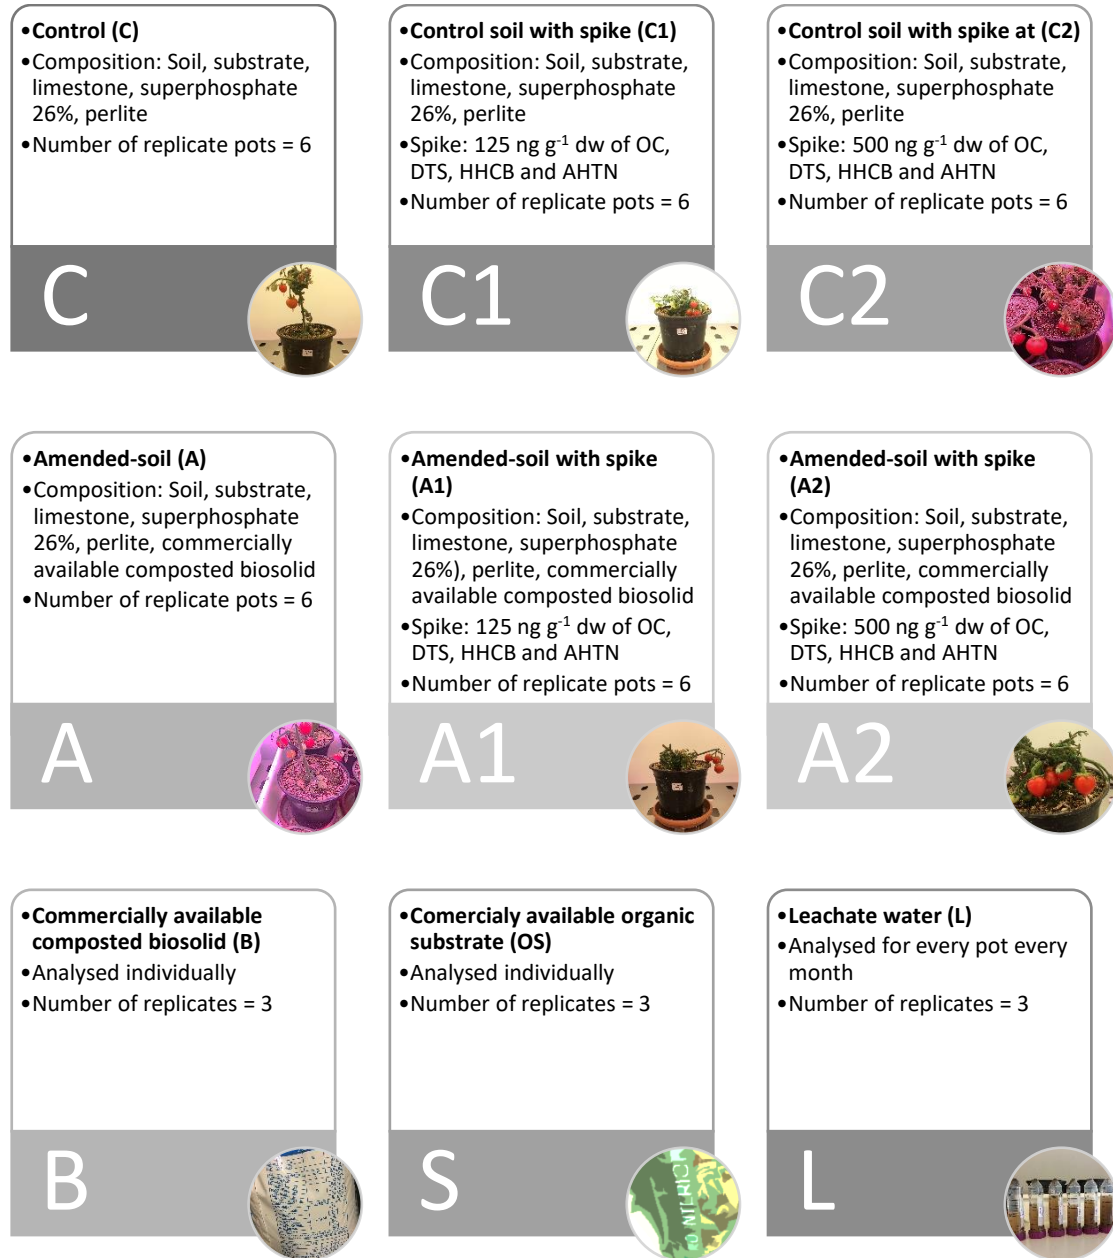 •Control (C)
•Composition: Soil, substrate,
limestone, superphosphate
26%, perlite
•Number of replicate pots = 6
C
•Control soil with spike (C1)
•Composition: Soil, substrate,
limestone, superphosphate
26%, perlite
•Spike: 125 ng g⁻¹ dw of OC,
DTS, HHCB and AHTN
•Number of replicate pots = 6
C1
•Control soil with spike at (C2)
•Composition: Soil, substrate,
limestone, superphosphate
26%, perlite
•Spike: 500 ng g⁻¹ dw of OC,
DTS, HHCB and AHTN
•Number of replicate pots = 6
C2
•Amended-soil (A)
•Composition: Soil, substrate,
limestone, superphosphate
26%, perlite, commercially
available composted biosolid
•Number of replicate pots = 6
A
•Amended-soil with spike
(A1)
•Composition: Soil, substrate,
limestone, superphosphate
26%), perlite, commercially
available composted biosolid
•Spike: 125 ng g⁻¹ dw of OC,
DTS, HHCB and AHTN
•Number of replicate pots = 6
A1
•Amended-soil with spike
(A2)
•Composition: Soil, substrate,
limestone, superphosphate
26%, perlite, commercially
available composted biosolid
•Spike: 500 ng g⁻¹ dw of OC,
DTS, HHCB and AHTN
•Number of replicate pots = 6
A2
•Commercially available
composted biosolid (B)
•Analysed individually
•Number of replicates = 3
B
•Comercialy available organic
substrate (OS)
•Analysed individually
•Number of replicates = 3
S
•Leachate water (L)
•Analysed for every pot every
month
•Number of replicates = 3
L